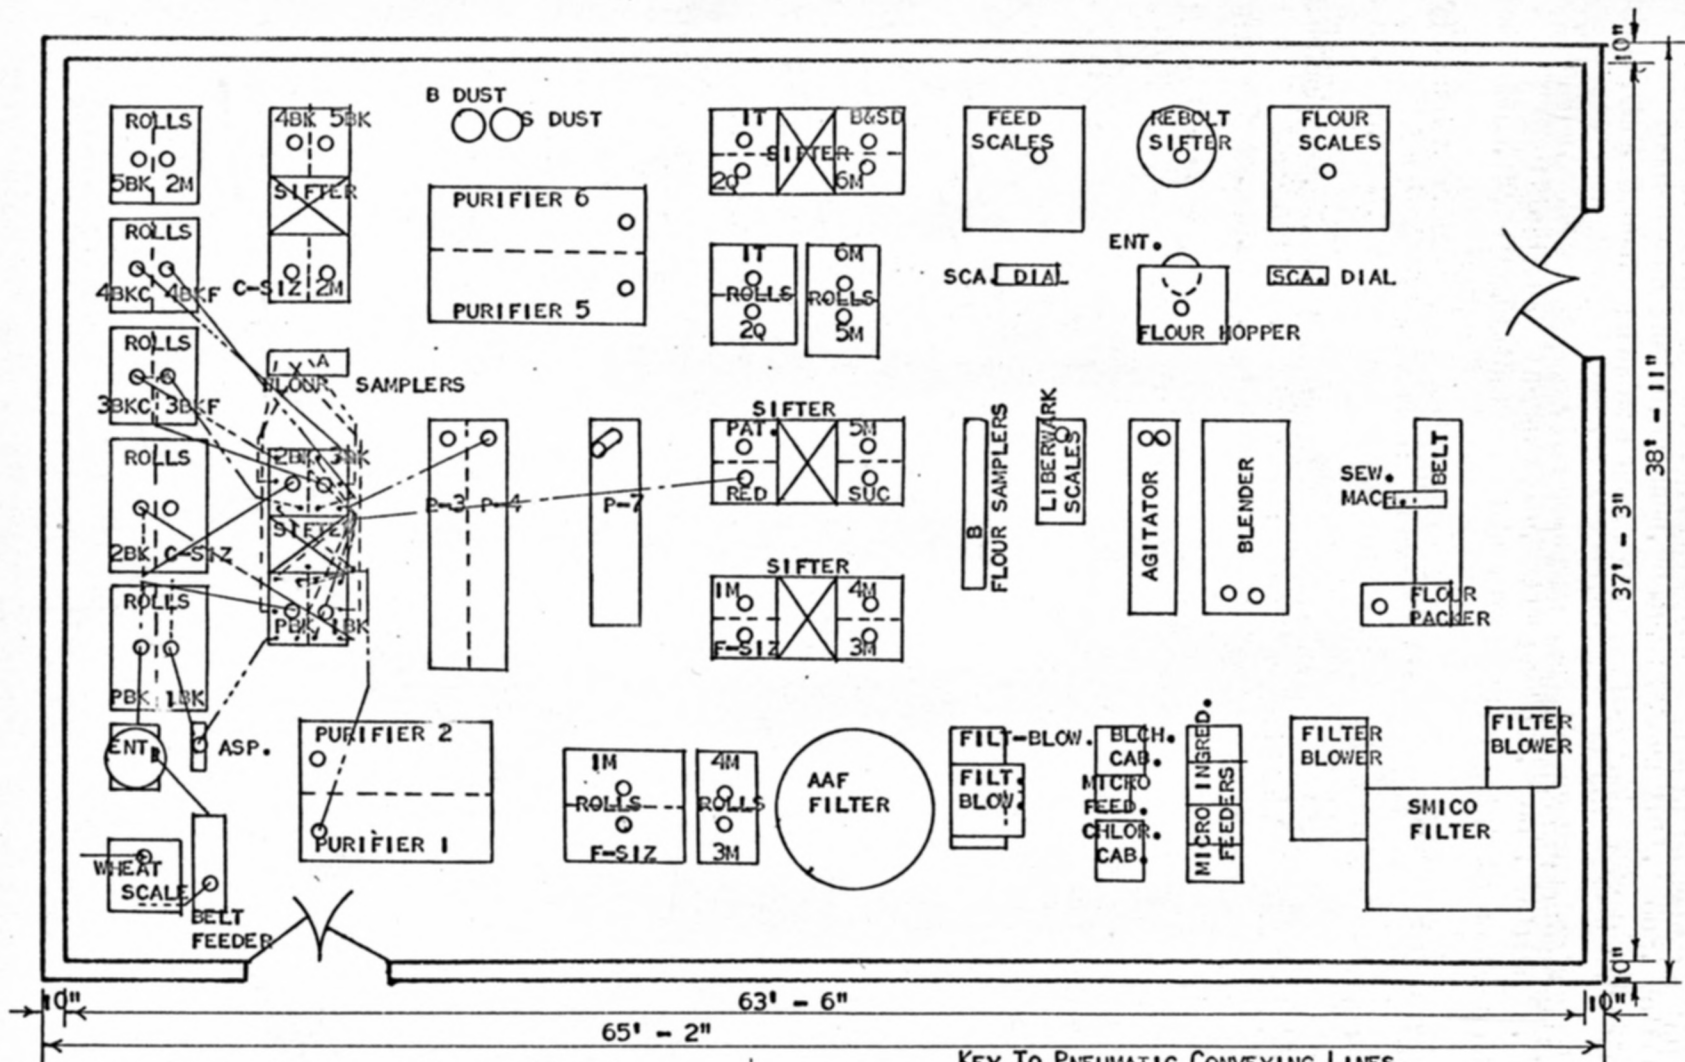 10"
B DUST
S DUST
ROLLS
5BK 2M
4BK 5BK
SIFTER
C-SIZ 2M
PURIFIER 6
PURIFIER 5
1T B&SD
SIFTER
2Q 6M
FEED
SCALES
REBOLT
SIFTER
FLOUR
SCALES
ROLLS
4BKC 4BKF
1T
ROLLS
2Q
6M
ROLLS
5M
SCA. DIAL
ENT.
FLOUR HOPPER
SCA. DIAL
ROLLS
3BKC 3BKF
A
FLOUR SAMPLERS
38' - 11"
37' - 3"
ROLLS
2BK C-SIZ
2BK 3BK
SIFTER
PBK 1BK
P-3 P-4
P-7
SIFTER
PAT. 5M
RED SUC
B
FLOUR SAMPLERS
LIBERWARK
SCALES
AGITATOR
BLENDER
SEW.
MACH.
BELT
FLOUR
PACKER
ROLLS
PBK 1BK
SIFTER
1M 4M
F-SIZ 3M
ENT.
ASP.
PURIFIER 2
PURIFIER 1
1M
ROLLS
F-SIZ
4M
ROLLS
3M
AAF
FILTER
FILT-BLOW.
FILT.
BLOW.
BLCH.
CAB.
MICRO
FEED.
CHLOR.
CAB.
MICRO INGRED.
FEEDERS
FILTER
BLOWER
FILTER
BLOWER
SMICO
FILTER
WHEAT
SCALE
BELT
FEEDER
10"
10"
63' - 6"
10"
65' - 2"
KEY TO PNEUMATIC CONVEYING LINES